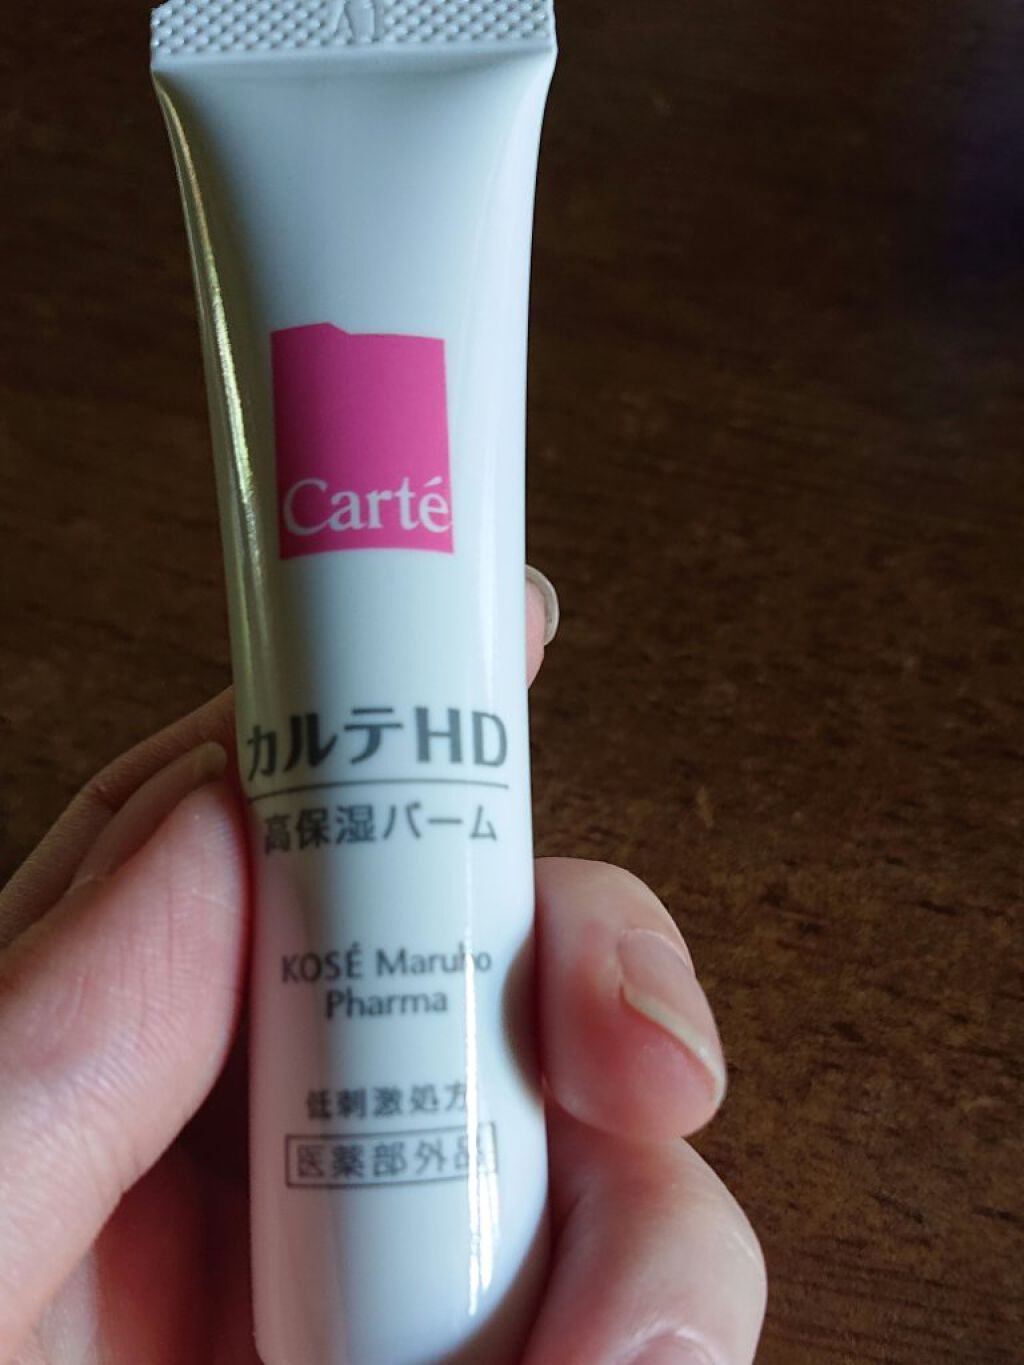 Carté
カルテHD
高保湿バーム
KOSÉ Maruho
Pharma
低刺激処方
医薬部外品